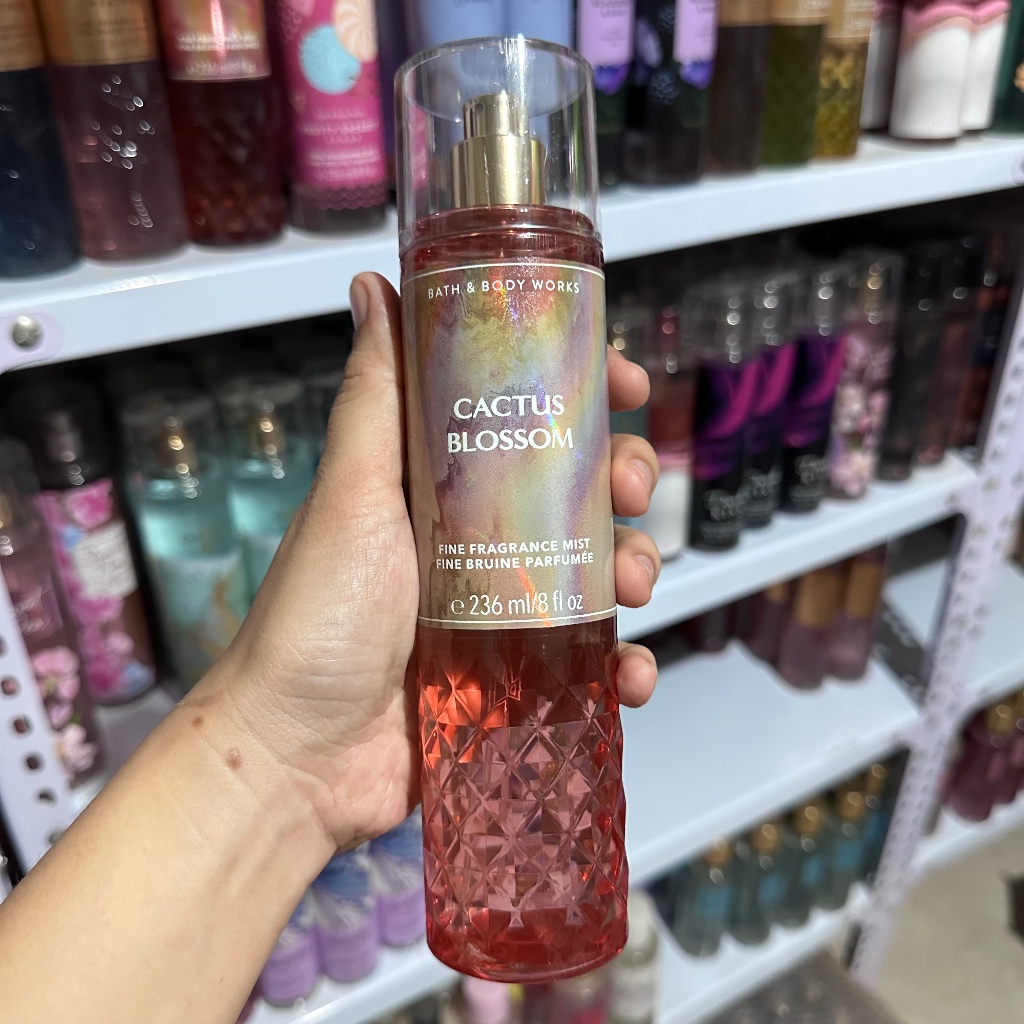 BATH & BODY WORKS
CACTUS
BLOSSOM
FINE FRAGRANCE MIST
FINE BRUINE PARFUMÉE
℮ 236 ml/8 fl oz